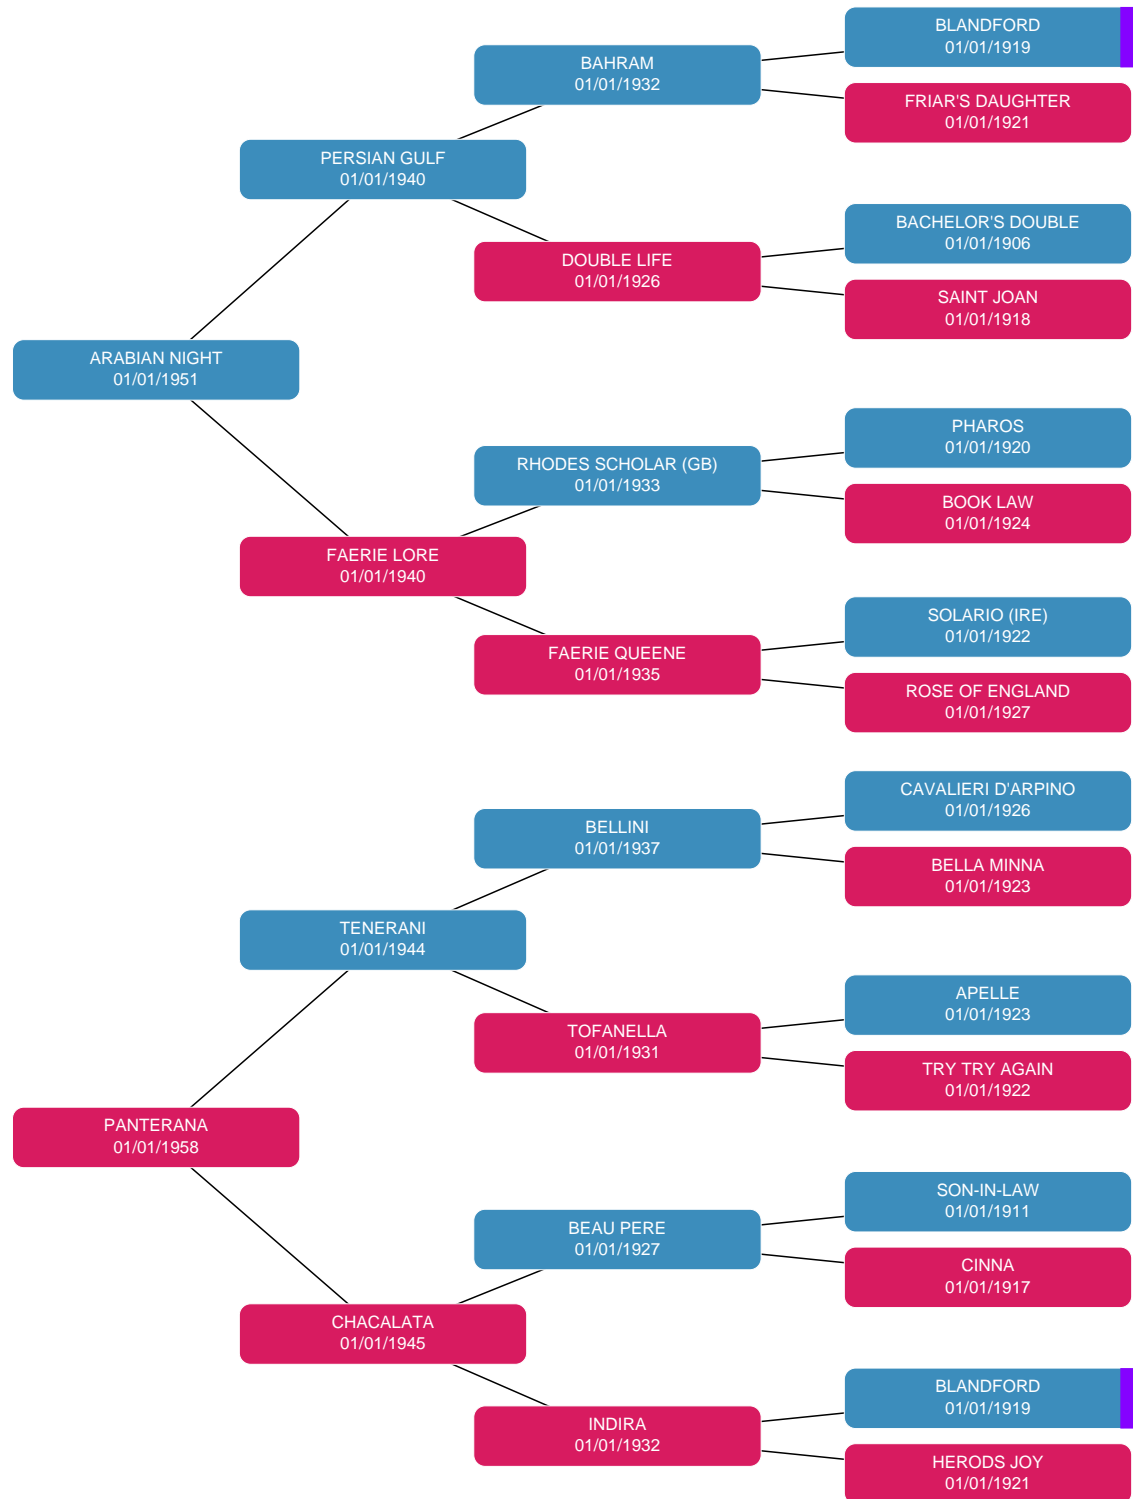 BLANDFORD
01/01/1919
BAHRAM
01/01/1932
FRIAR'S DAUGHTER
01/01/1921
PERSIAN GULF
01/01/1940
BACHELOR'S DOUBLE
01/01/1906
DOUBLE LIFE
01/01/1926
SAINT JOAN
01/01/1918
ARABIAN NIGHT
01/01/1951
PHAROS
01/01/1920
RHODES SCHOLAR (GB)
01/01/1933
BOOK LAW
01/01/1924
FAERIE LORE
01/01/1940
SOLARIO (IRE)
01/01/1922
FAERIE QUEENE
01/01/1935
ROSE OF ENGLAND
01/01/1927
CAVALIERI D'ARPINO
01/01/1926
BELLINI
01/01/1937
BELLA MINNA
01/01/1923
TENERANI
01/01/1944
APELLE
01/01/1923
TOFANELLA
01/01/1931
TRY TRY AGAIN
01/01/1922
PANTERANA
01/01/1958
SON-IN-LAW
01/01/1911
BEAU PERE
01/01/1927
CINNA
01/01/1917
CHACALATA
01/01/1945
BLANDFORD
01/01/1919
INDIRA
01/01/1932
HERODS JOY
01/01/1921